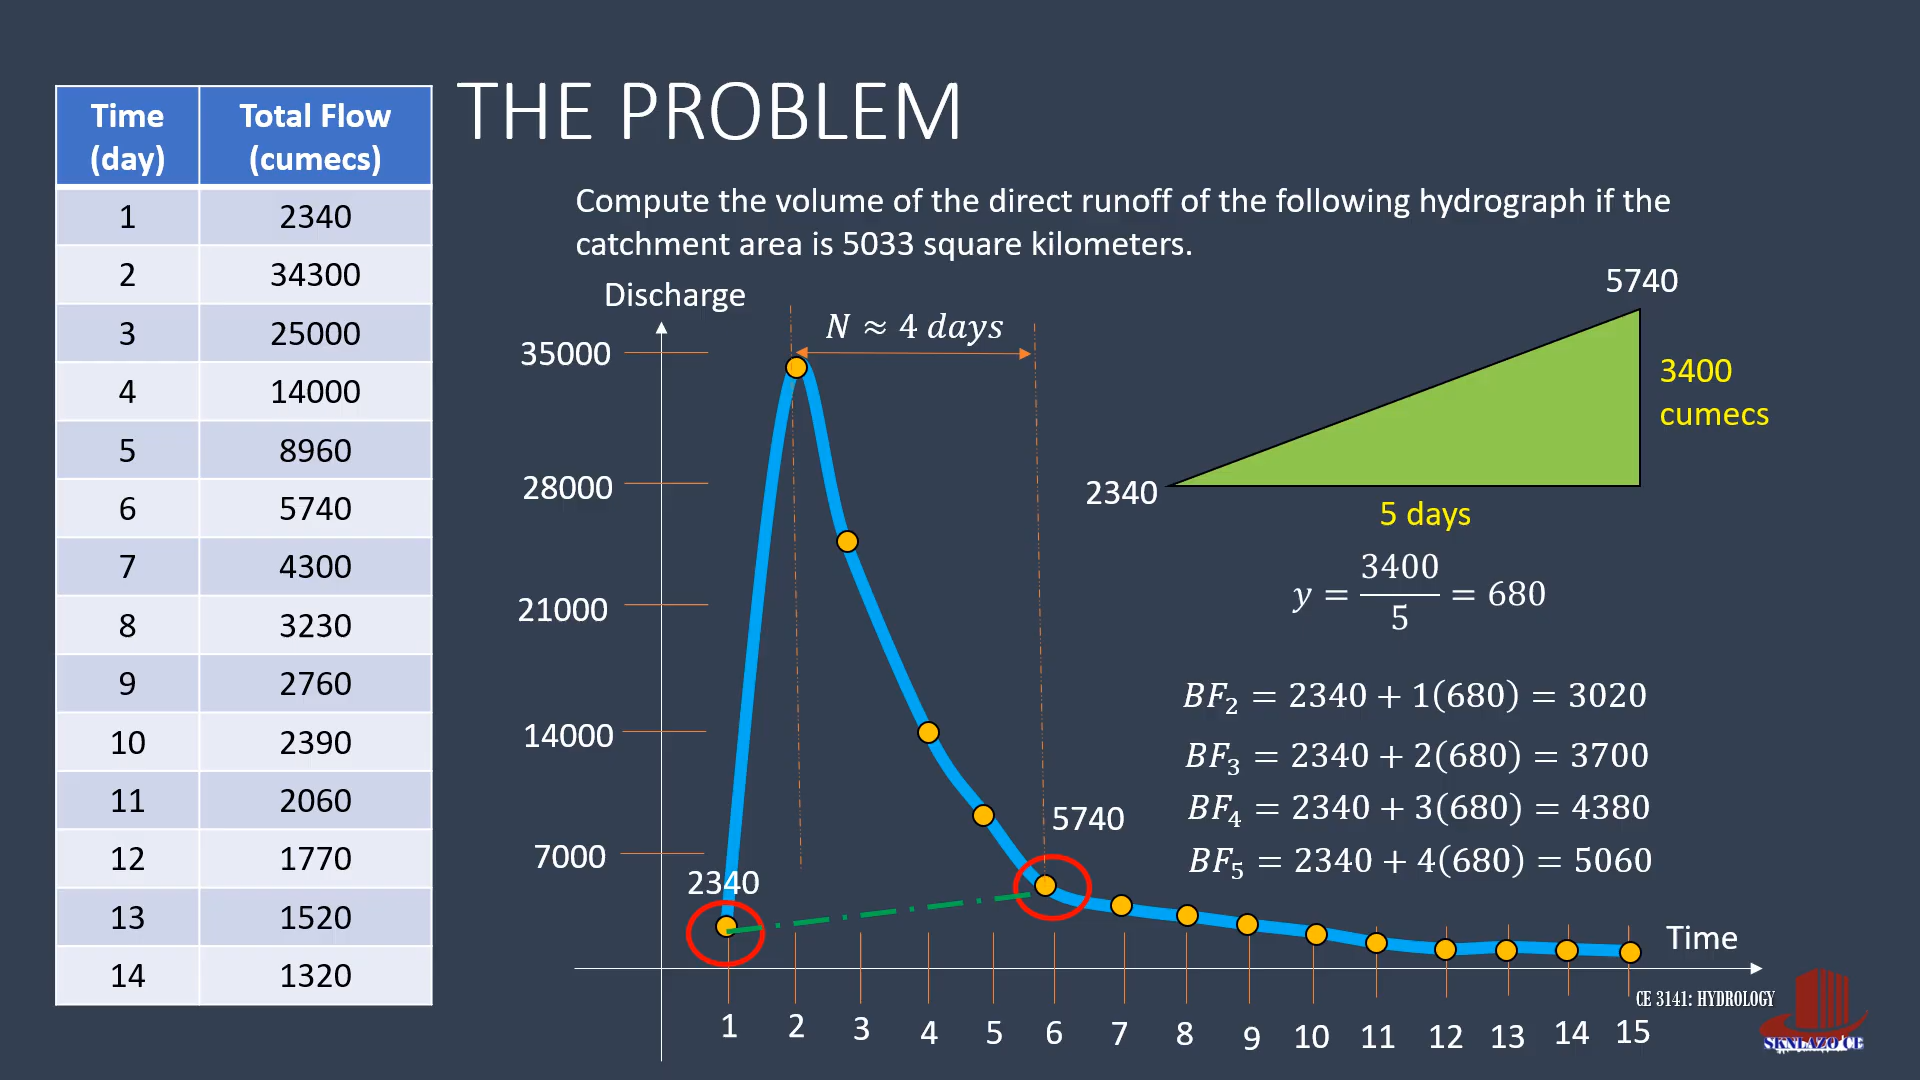 THE PROBLEM
Time (day) Total Flow (cumecs)
1 2340
2 34300
3 25000
4 14000
5 8960
6 5740
7 4300
8 3230
9 2760
10 2390
11 2060
12 1770
13 1520
14 1320
Compute the volume of the direct runoff of the following hydrograph if the
catchment area is 5033 square kilometers.
Discharge
N ≈ 4 days
35000
28000
21000
14000
7000
2340
5740
Time
1 2 3 4 5 6 7 8 9 10 11 12 13 14 15
5740
3400
cumecs
2340
5 days
y = 3400/5 = 680
BF₂ = 2340 + 1(680) = 3020
BF₃ = 2340 + 2(680) = 3700
BF₄ = 2340 + 3(680) = 4380
BF₅ = 2340 + 4(680) = 5060
CE 3141: HYDROLOGY